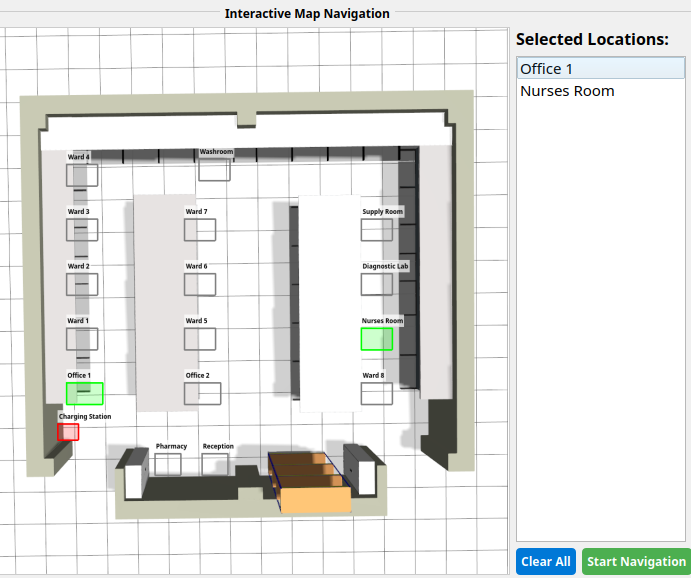 Interactive Map Navigation
Selected Locations:
Office 1
Nurses Room
Ward 4
Washroom
Ward 3
Ward 7
Supply Room
Ward 2
Ward 6
Diagnostic Lab
Ward 1
Ward 5
Nurses Room
Office 1
Office 2
Ward 8
Charging Station
Pharmacy
Reception
Clear All
Start Navigation